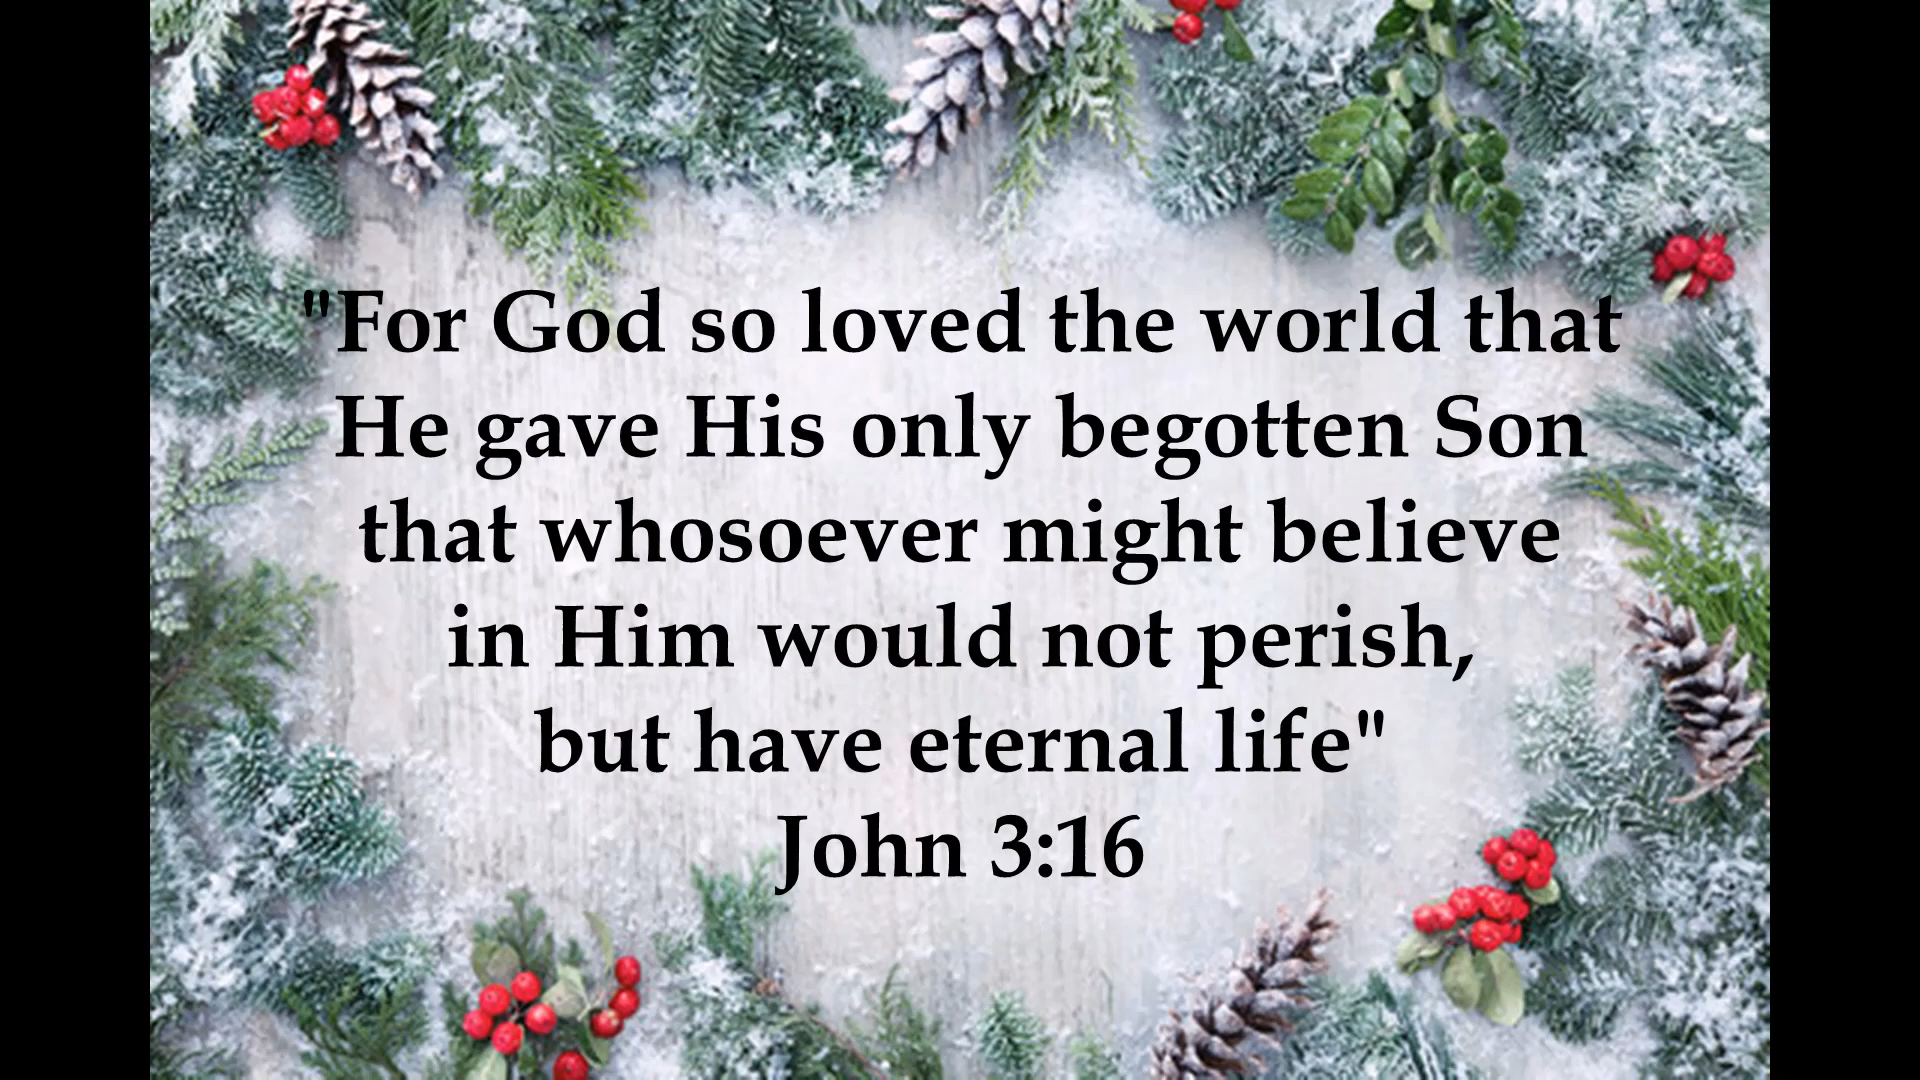 "For God so loved the world that
He gave His only begotten Son
that whosoever might believe
in Him would not perish,
but have eternal life"
John 3:16